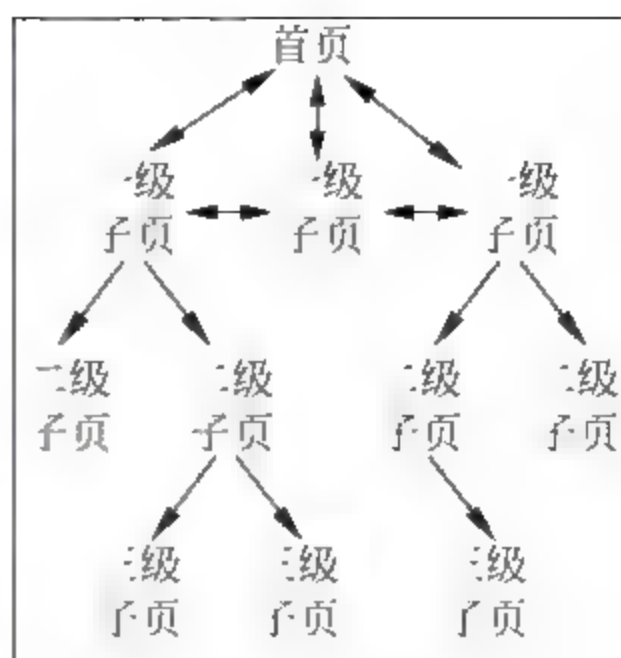 首页
一级 一级 一级
子页 子页 子页
二级 二级 二级 二级
子页 子页 子页 子页
三级 三级 三级
子页 子页 子页